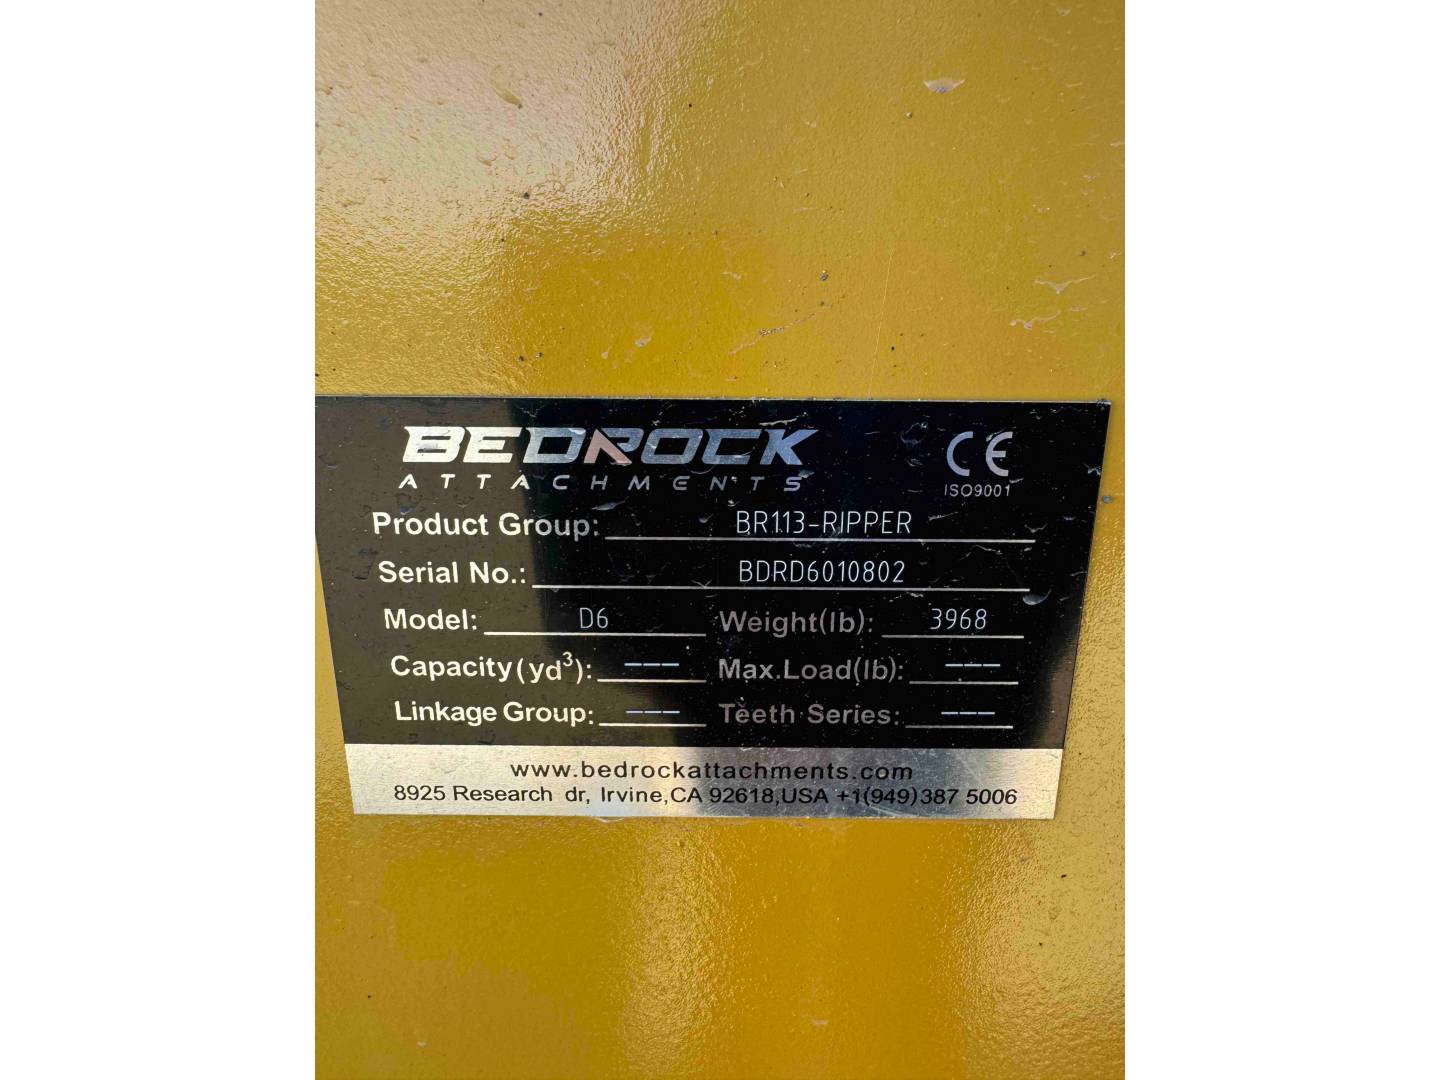 BEDROCK
ATTACHMENTS
CE
ISO9001
Product Group: BR113-RIPPER
Serial No.: BDRD6010802
Model: D6 Weight(lb): 3968
Capacity(yd³): --- Max.Load(lb): ---
Linkage Group: --- Teeth Series: ---
www.bedrockattachments.com
8925 Research dr, Irvine,CA 92618,USA +1(949)387 5006